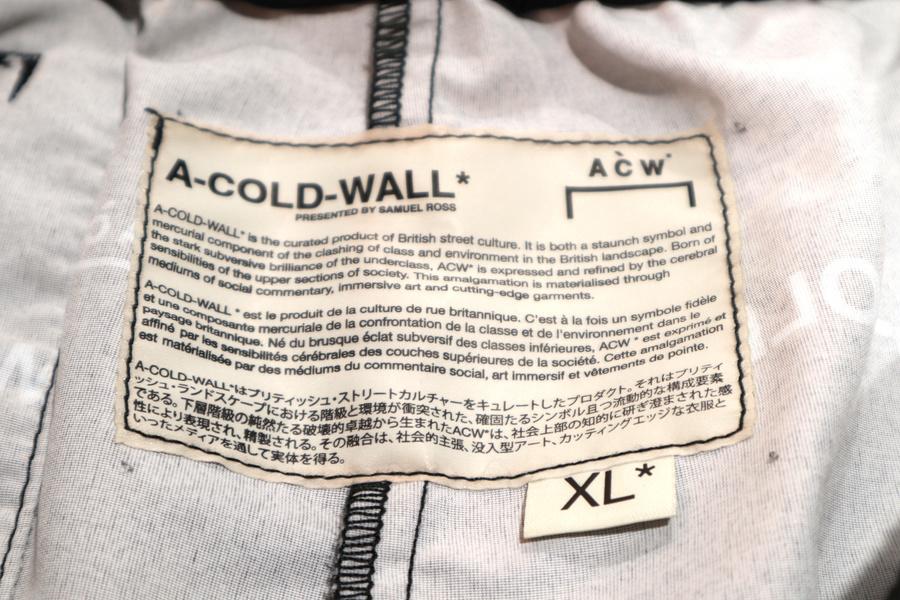 A-COLD-WALL*
PRESENTED BY SAMUEL ROSS
ACW*
A-COLD-WALL* is the curated product of British street culture. It is both a staunch symbol and
mercurial component of the clashing of class and environment in the British landscape. Born of
the stark subversive brilliance of the underclass, ACW* is expressed and refined by the cerebral
sensibilities of the upper sections of society. This amalgamation is materialised through
mediums of social commentary, immersive art and cutting-edge garments.
A-COLD-WALL* est le produit de la culture de rue britannique. C'est à la fois un symbole fidèle
et une composante mercuriale de la confrontation de la classe et de l'environnement dans le
paysage britannique. Né du brusque éclat subversif des classes inférieures, ACW * est exprimé et
affiné par les sensibilités cérébrales des couches supérieures de la société. Cette amalgamation
est matérialisée par des médiums du commentaire social, art immersif et vêtements de pointe.
A-COLD-WALL*はブリティッシュ・ストリートカルチャーをキュレートしたプロダクト。それはブリティ
ッシュ・ランドスケープにおける階級と環境が衝突された、確固たるシンボル且つ流動的な構成要素
である。下層階級の純然たる破壊的卓越から生まれたACW*は、社会上部の知的に研ぎ澄まされた感
性により表現され、精製される。その融合は、社会的主張、没入型アート、カッティングエッジな衣服と
いったメディアを通して実体を得る。
XL*